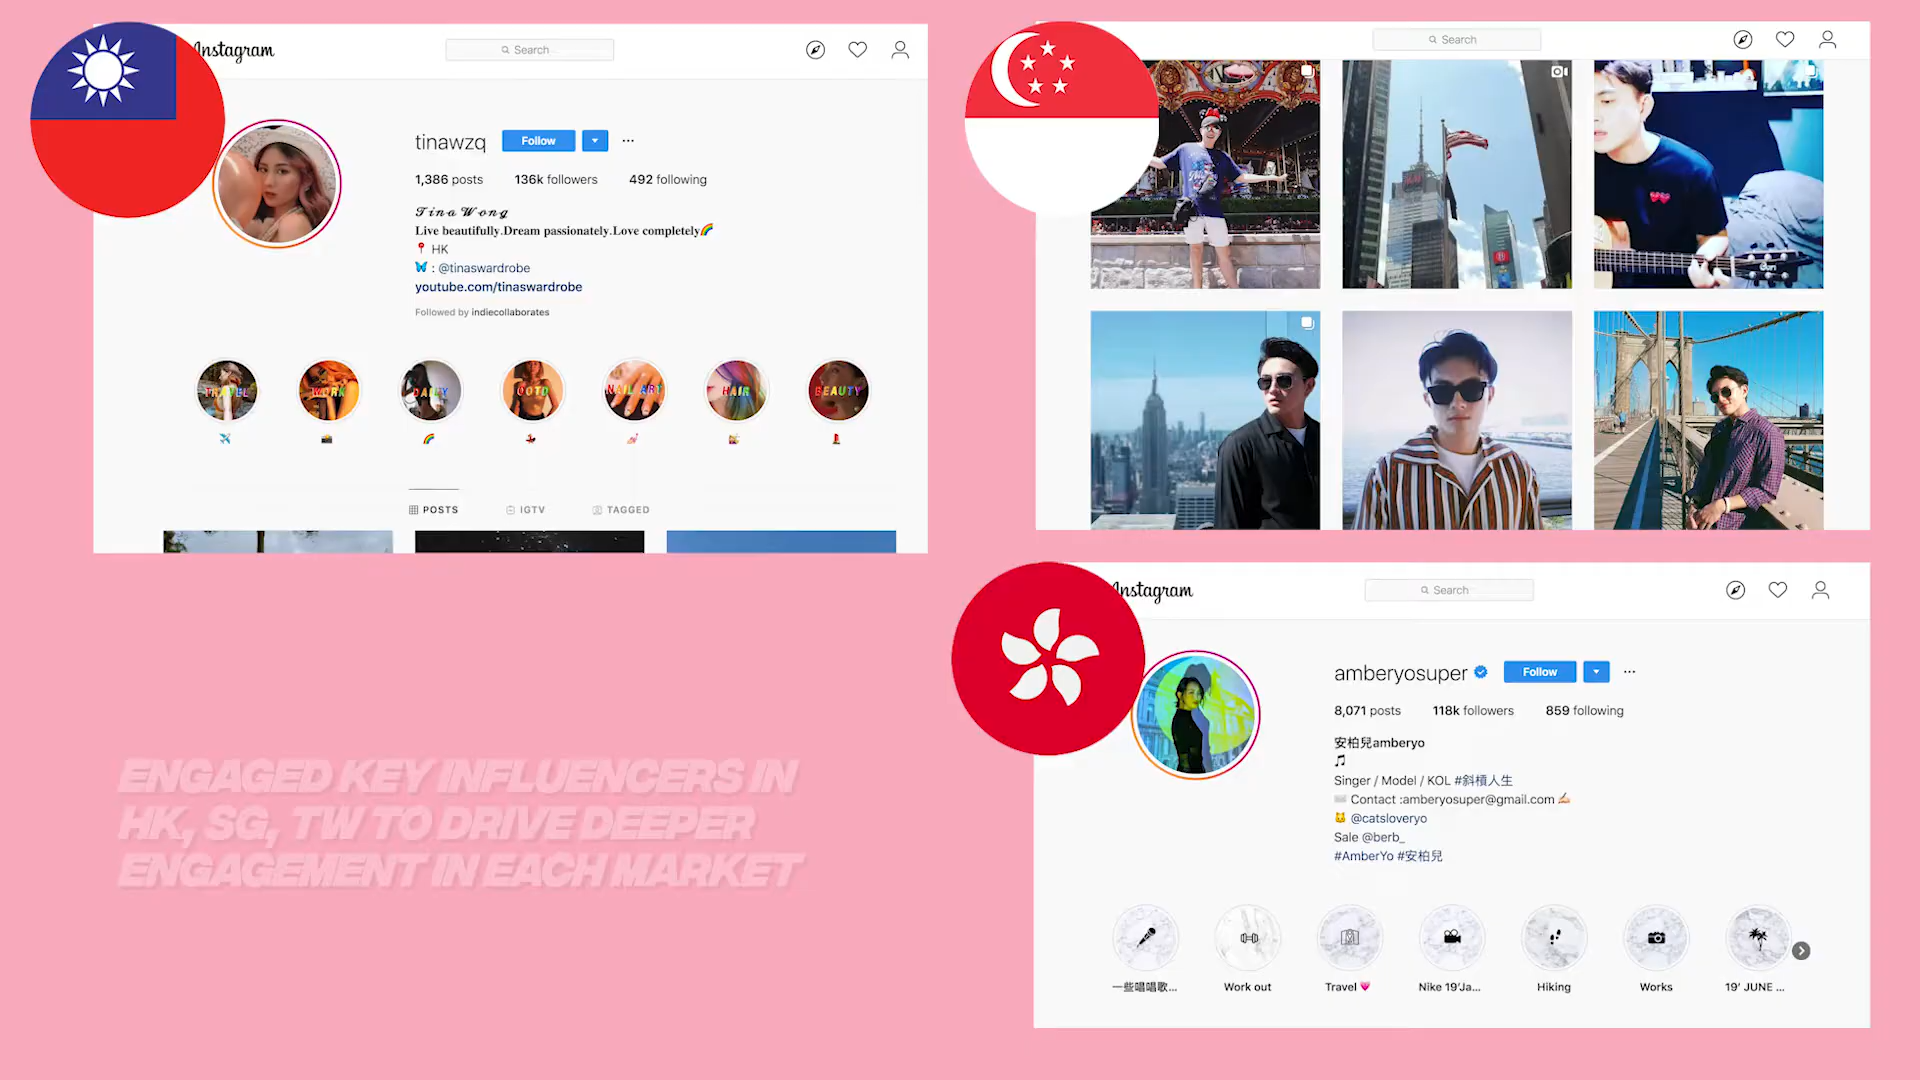 Instagram
Search
tinawzq Follow
1,386 posts 136k followers 492 following
𝓣𝓲𝓷𝓪 𝓦𝓸𝓷𝓰
Live beautifully.Dream passionately.Love completely🌈
📍 HK
🦋 : @tinaswardrobe
youtube.com/tinaswardrobe
Followed by indiecollaborates
TRAVEL WORK DAILY OOTD NAIL ART HAIR BEAUTY
POSTS IGTV TAGGED
Search
ENGAGED KEY INFLUENCERS IN
HK, SG, TW TO DRIVE DEEPER
ENGAGEMENT IN EACH MARKET
Instagram
Search
amberyosuper Follow
8,071 posts 118k followers 859 following
安柏兒amberyo
Singer / Model / KOL #斜槓人生
Contact :amberyosuper@gmail.com ✍🏻
🐱 @catsloveryo
Sale @berb_
#AmberYo #安柏兒
一些唱唱歌... Work out Travel 💗 Nike 19'Ja... Hiking Works 19' JUNE ...